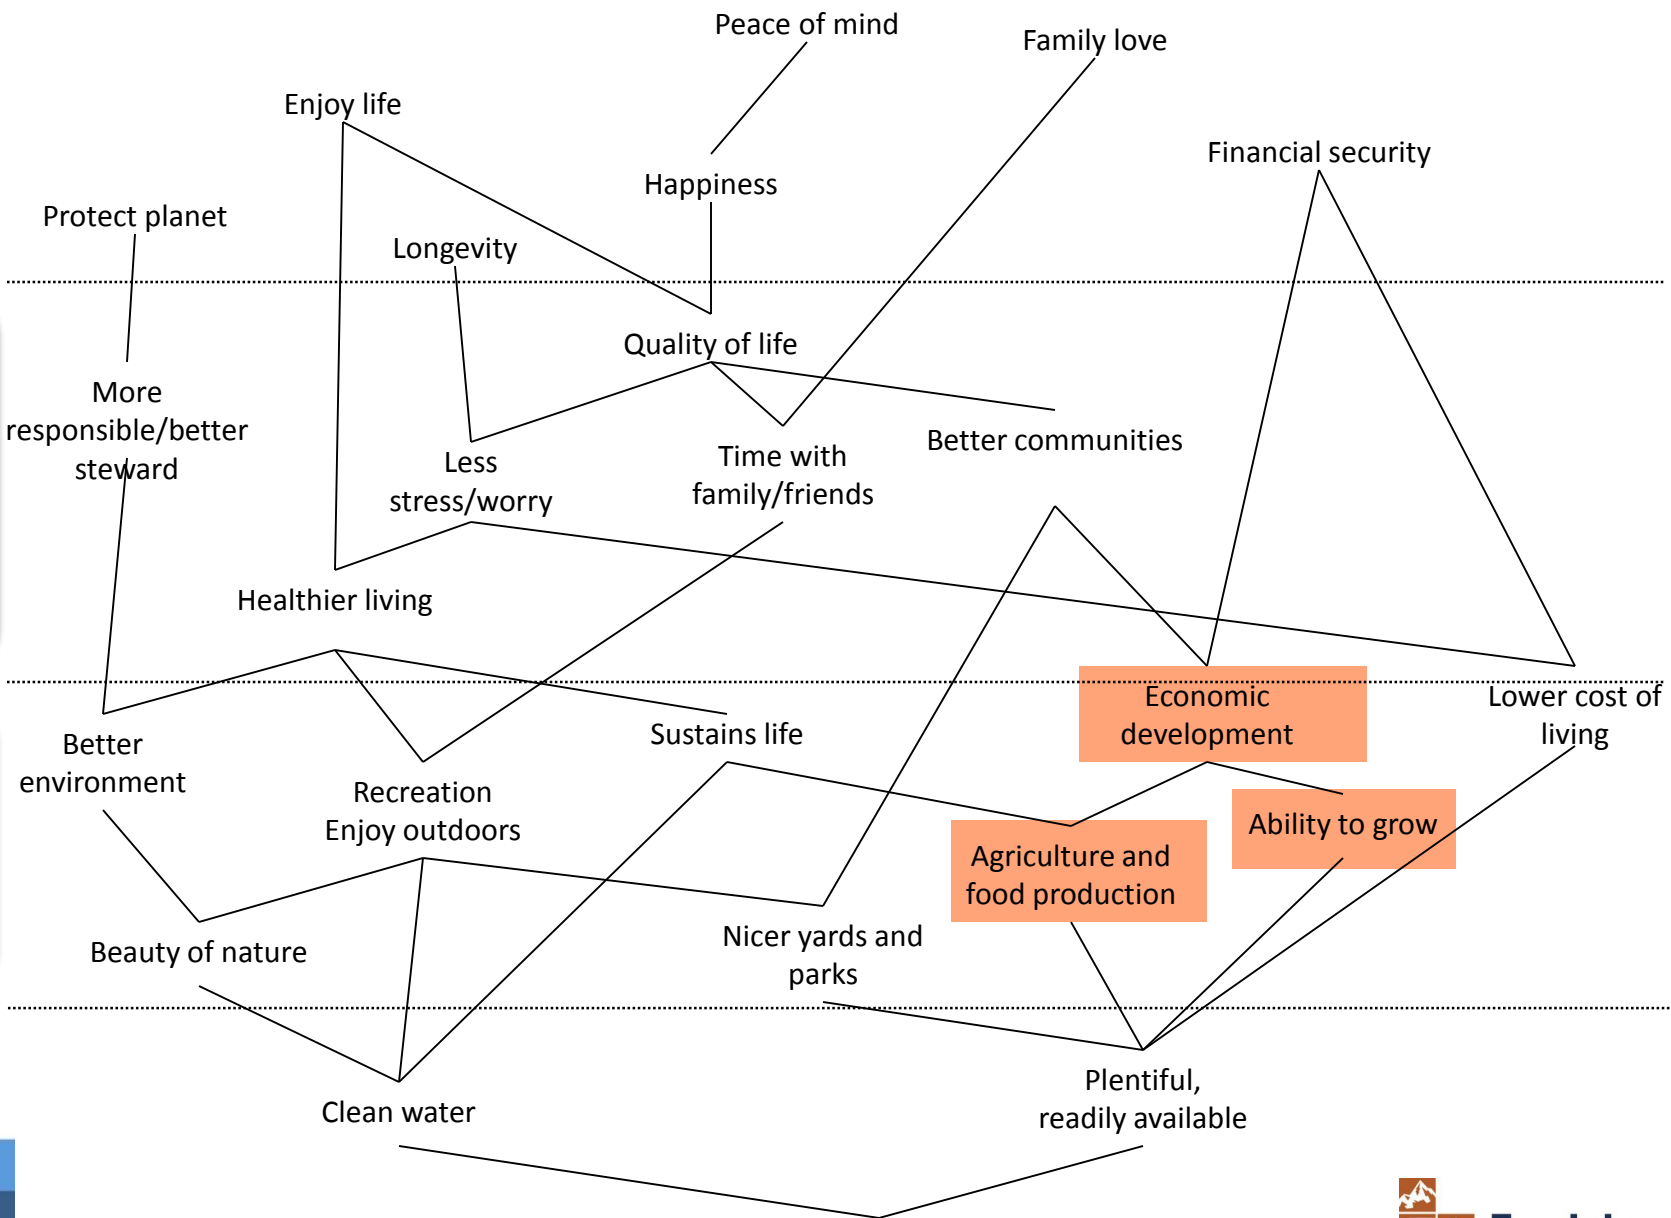 Peace of mind
Family love
Enjoy life
Financial security
Happiness
Protect planet
Longevity
Quality of life
More
responsible/better
steward
Better communities
Less
stress/worry
Time with
family/friends
Healthier living
Economic
development
Lower cost of
living
Better
environment
Sustains life
Recreation
Enjoy outdoors
Ability to grow
Agriculture and
food production
Beauty of nature
Nicer yards and
parks
Clean water
Plentiful,
readily available